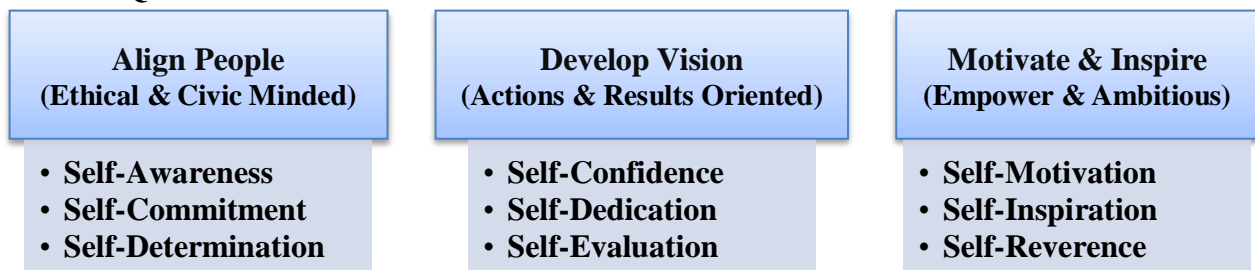 Align People
(Ethical & Civic Minded)
• Self-Awareness
• Self-Commitment
• Self-Determination
Develop Vision
(Actions & Results Oriented)
• Self-Confidence
• Self-Dedication
• Self-Evaluation
Motivate & Inspire
(Empower & Ambitious)
• Self-Motivation
• Self-Inspiration
• Self-Reverence